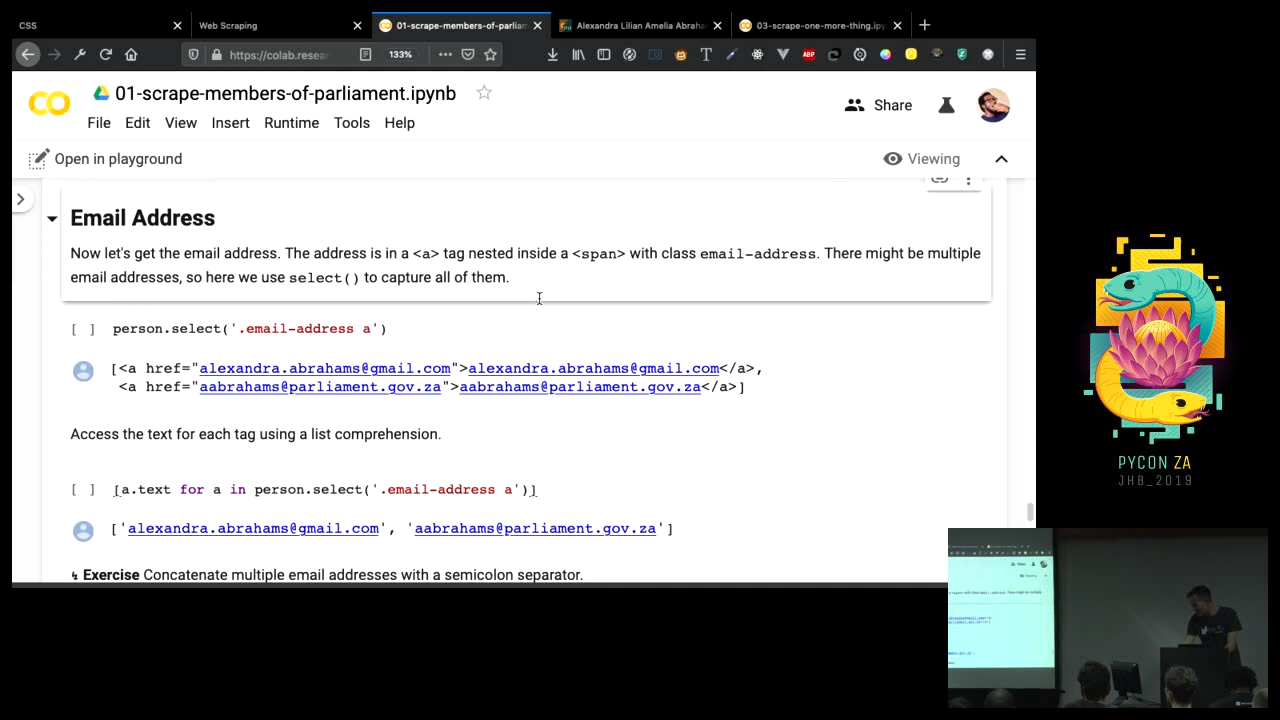 CSS
Web Scraping
01-scrape-members-of-parliam
Alexandra Lilian Amelia Abraha
03-scrape-one-more-thing.ipy
https://colab.resear
133%
ABP
01-scrape-members-of-parliament.ipynb
Share
File Edit View Insert Runtime Tools Help
Open in playground
Viewing
Email Address
Now let's get the email address. The address is in a <a> tag nested inside a <span> with class email-address. There might be multiple
email addresses, so here we use select() to capture all of them.
[ ] person.select('.email-address a')
[<a href="alexandra.abrahams@gmail.com">alexandra.abrahams@gmail.com</a>,
<a href="aabrahams@parliament.gov.za">aabrahams@parliament.gov.za</a>]
Access the text for each tag using a list comprehension.
[ ] [a.text for a in person.select('.email-address a')]
['alexandra.abrahams@gmail.com', 'aabrahams@parliament.gov.za']
Exercise Concatenate multiple email addresses with a semicolon separator.
PYCON ZA
JHB_2019